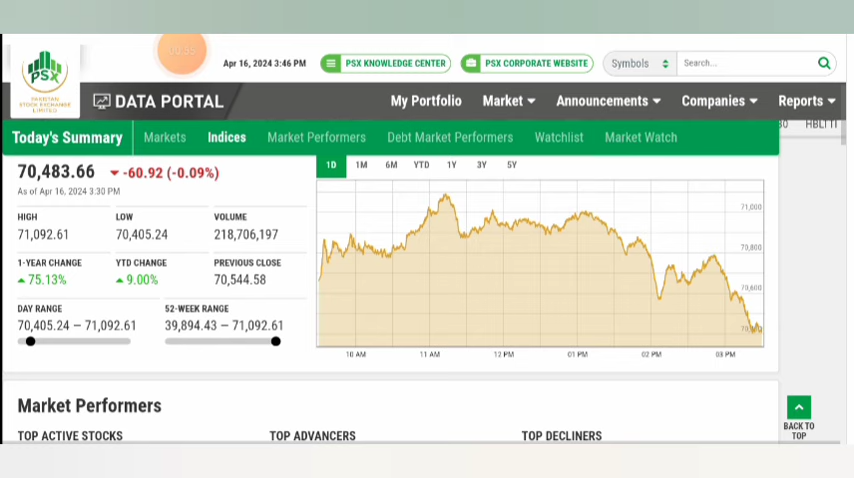 00:35
Apr 16, 2024 3:46 PM
PSX KNOWLEDGE CENTER
PSX CORPORATE WEBSITE
Symbols
Search...
PSX
PAKISTAN
STOCK EXCHANGE
LIMITED
DATA PORTAL
My Portfolio
Market
Announcements
Companies
Reports
Today's Summary
Markets
Indices
Market Performers
Debt Market Performers
Watchlist
Market Watch
70,483.66 -60.92 (-0.09%)
As of Apr 16, 2024 3:30 PM
HIGH LOW VOLUME
71,092.61 70,405.24 218,706,197
1-YEAR CHANGE YTD CHANGE PREVIOUS CLOSE
75.13% 9.00% 70,544.58
DAY RANGE 52-WEEK RANGE
70,405.24 — 71,092.61 39,894.43 — 71,092.61
1D 1M 6M YTD 1Y 3Y 5Y
71,000
70,800
70,600
10 AM 11 AM 12 PM 01 PM 02 PM 03 PM
Market Performers
TOP ACTIVE STOCKS TOP ADVANCERS TOP DECLINERS
BACK TO
TOP